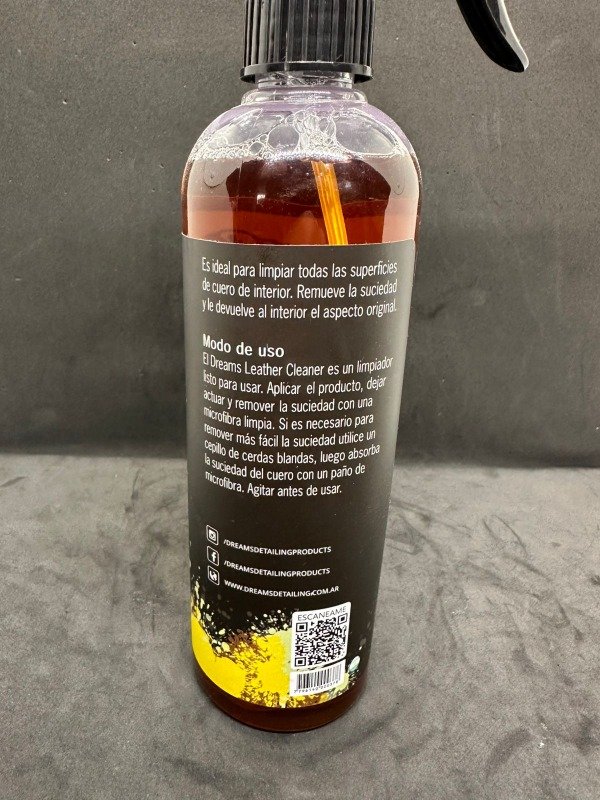 Es ideal para limpiar todas las superficies
de cuero de interior. Remueve la suciedad
y le devuelve al interior el aspecto original.
Modo de uso
El Dreams Leather Cleaner es un limpiador
listo para usar. Aplicar el producto, dejar
actuar y remover la suciedad con una
microfibra limpia. Si es necesario para
remover más fácil la suciedad utilice un
cepillo de cerdas blandas, luego absorba
la suciedad del cuero con un paño de
microfibra. Agitar antes de usar.
/DREAMSDETAILINGPRODUCTS
/DREAMSDETAILINGPRODUCTS
WWW.DREAMSDETAILING.COM.AR
ESCANEAME